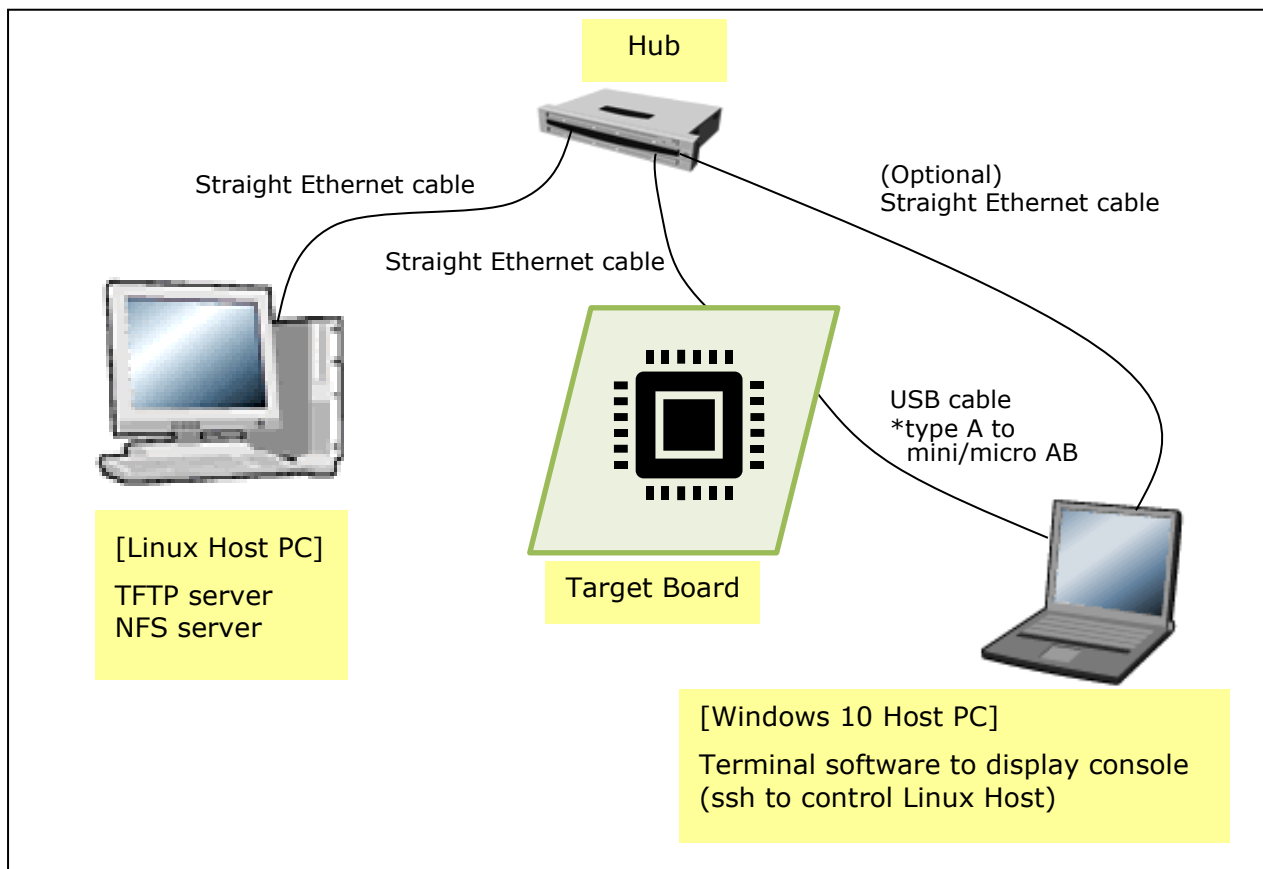 Hub
Straight Ethernet cable
(Optional)
Straight Ethernet cable
Straight Ethernet cable
USB cable
*type A to
mini/micro AB
[Linux Host PC]
TFTP server
NFS server
Target Board
[Windows 10 Host PC]
Terminal software to display console
(ssh to control Linux Host)